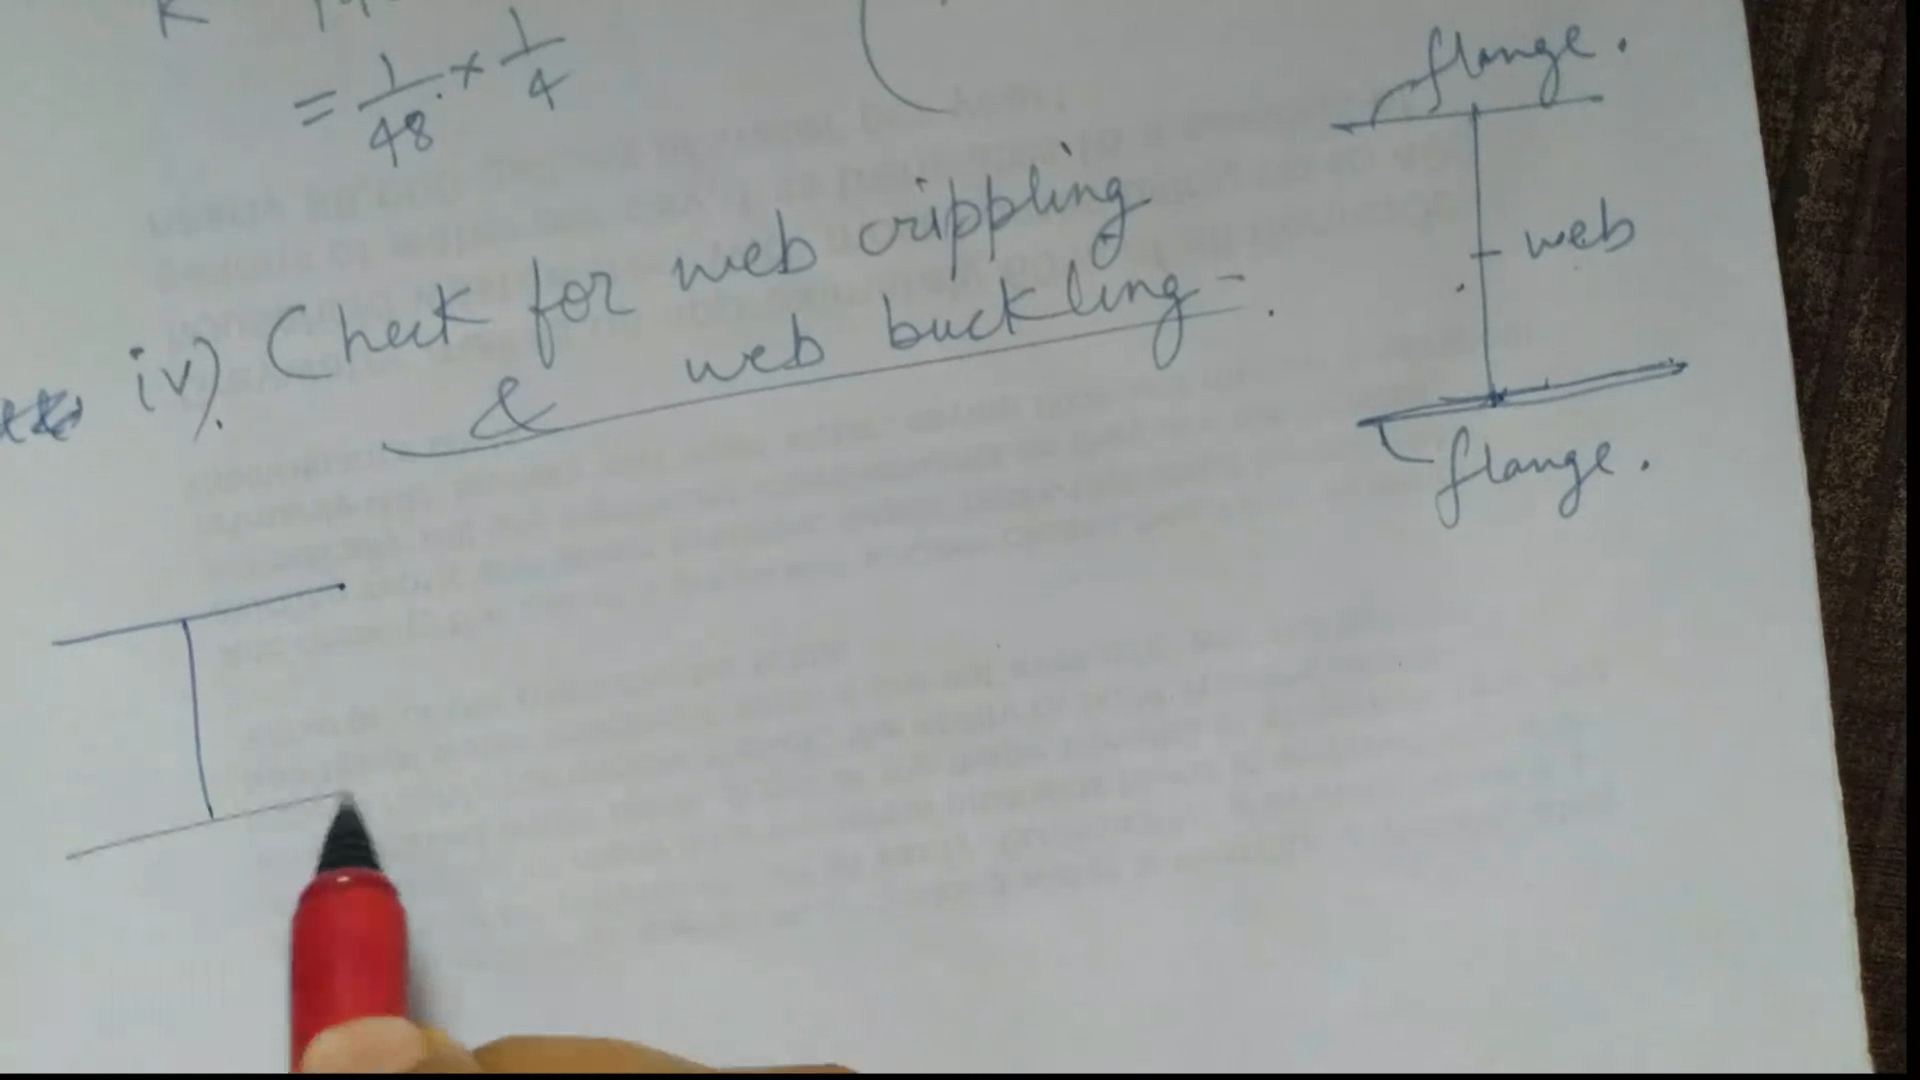 = 1/48 × 1/4
iv). Check for web crippling
& web buckling -
flange.
web
flange.